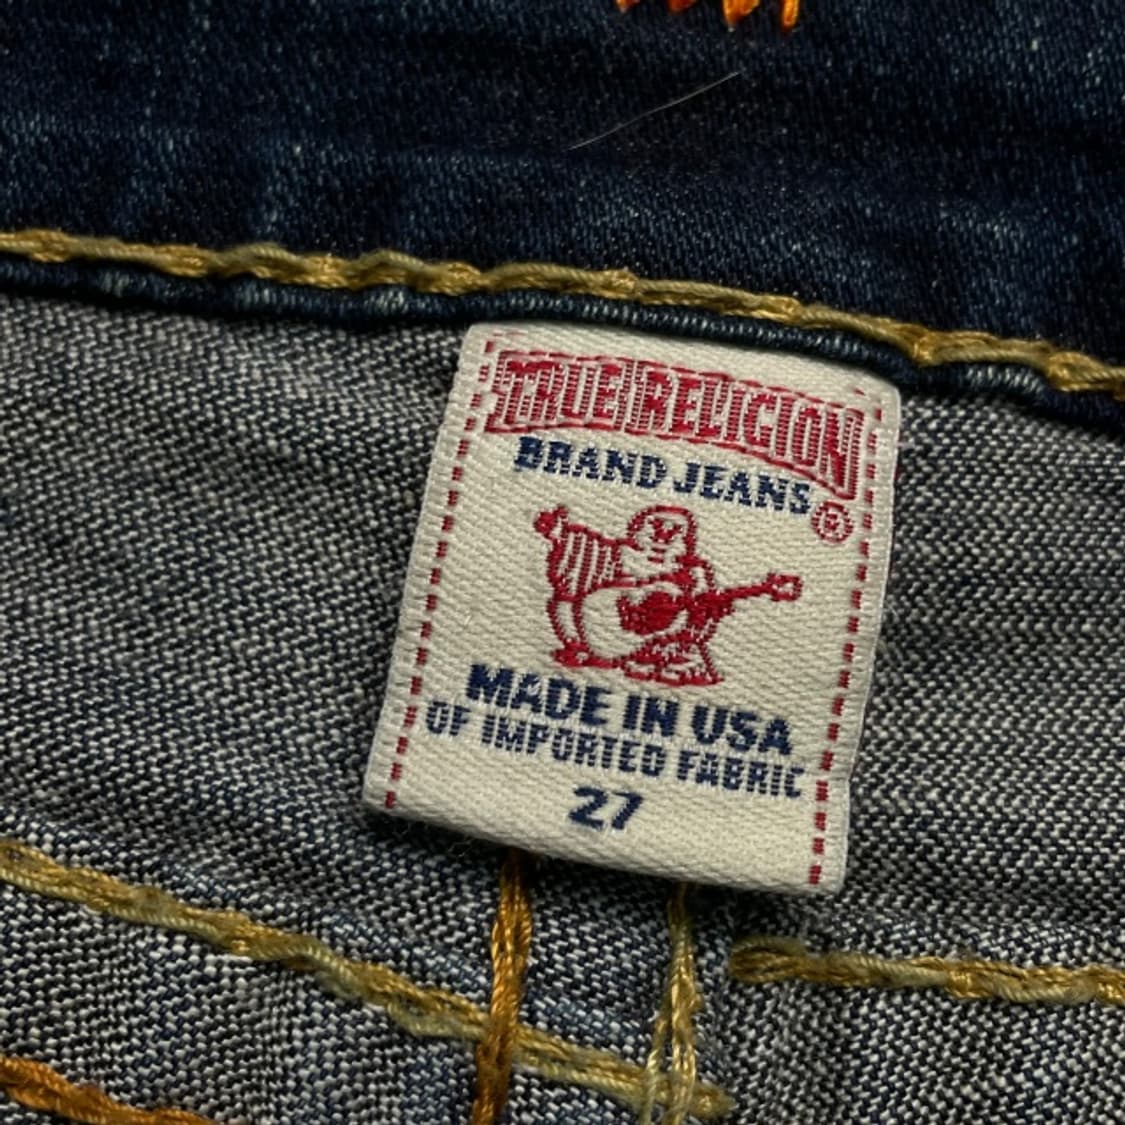 TRUE RELIGION
BRAND JEANS
®
MADE IN USA
OF IMPORTED FABRIC
27